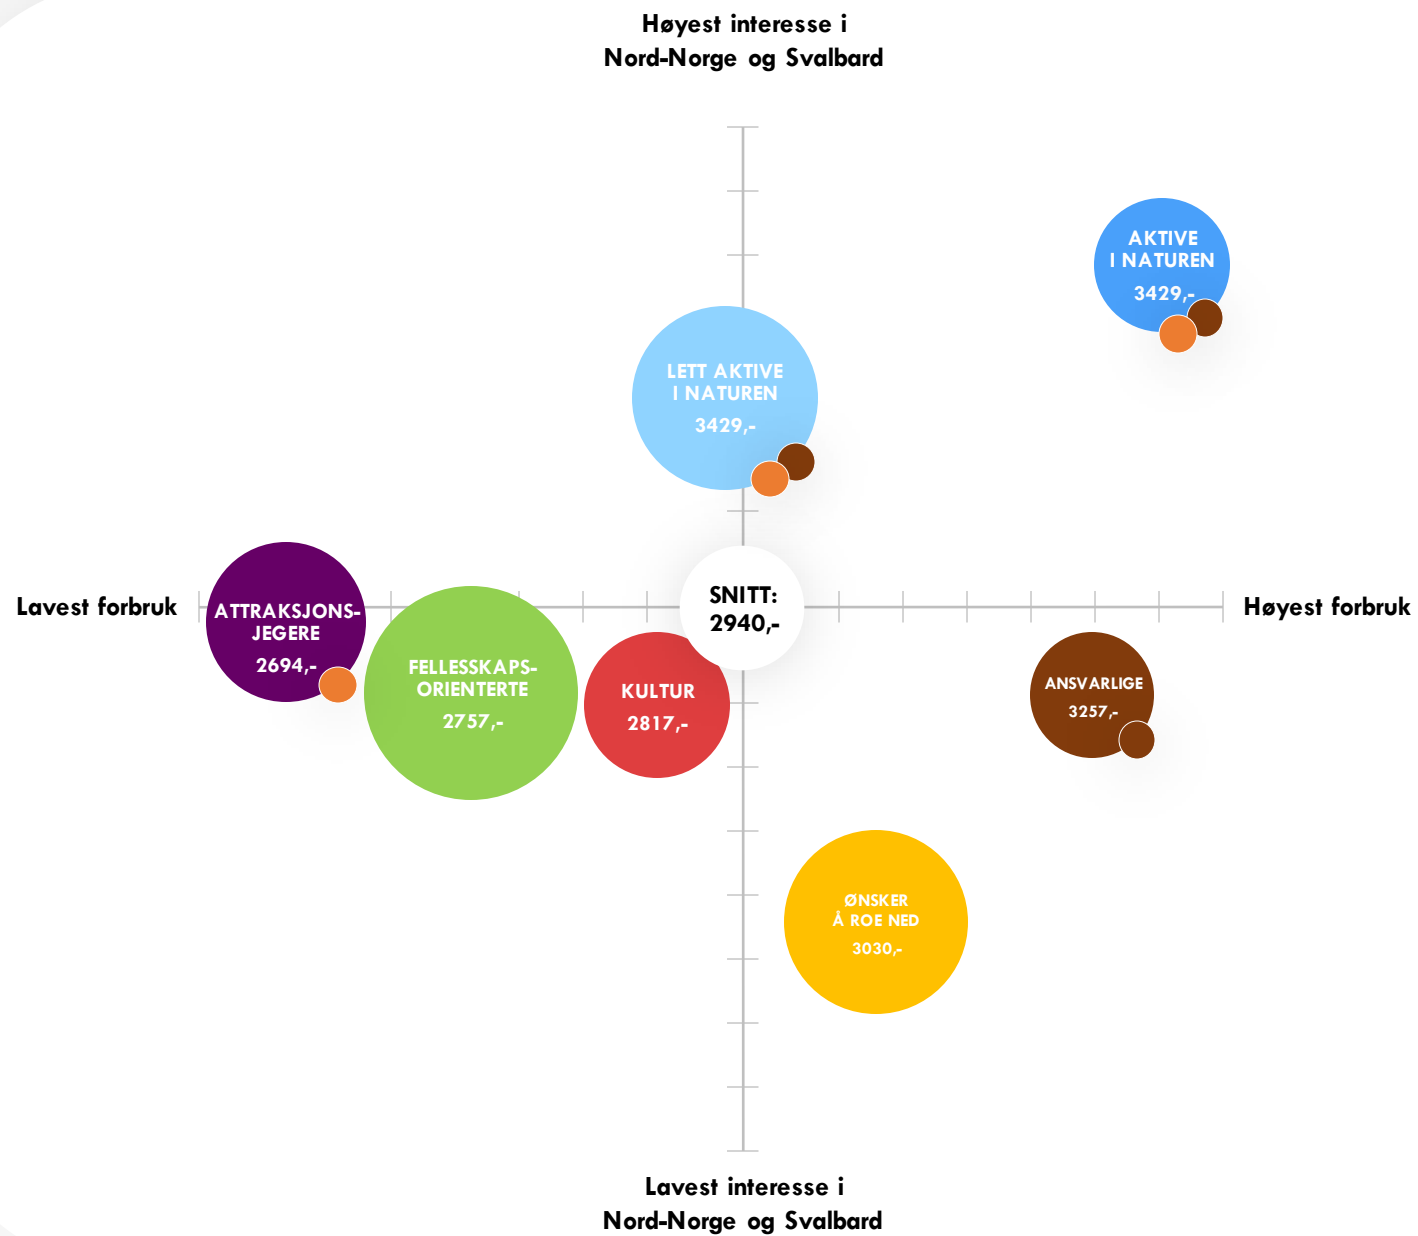 Høyest interesse i
Nord-Norge og Svalbard
AKTIVE
I NATUREN
3429,-
LETT AKTIVE
I NATUREN
3429,-
Lavest forbruk
ATTRAKSJONS-
JEGERE
2694,-
FELLESSKAPS-
ORIENTERTE
2757,-
KULTUR
2817,-
SNITT:
2940,-
Høyest forbruk
ANSVARLIGE
3257,-
ØNSKER
Å ROE NED
3030,-
Lavest interesse i
Nord-Norge og Svalbard